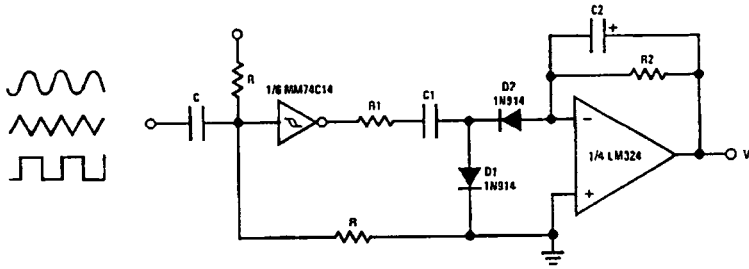 C2
+
R
R2
1/6 MM74C14
D2
1N914
C
R1
C1
−
1/4 LM324
V
D1
1N914
+
R